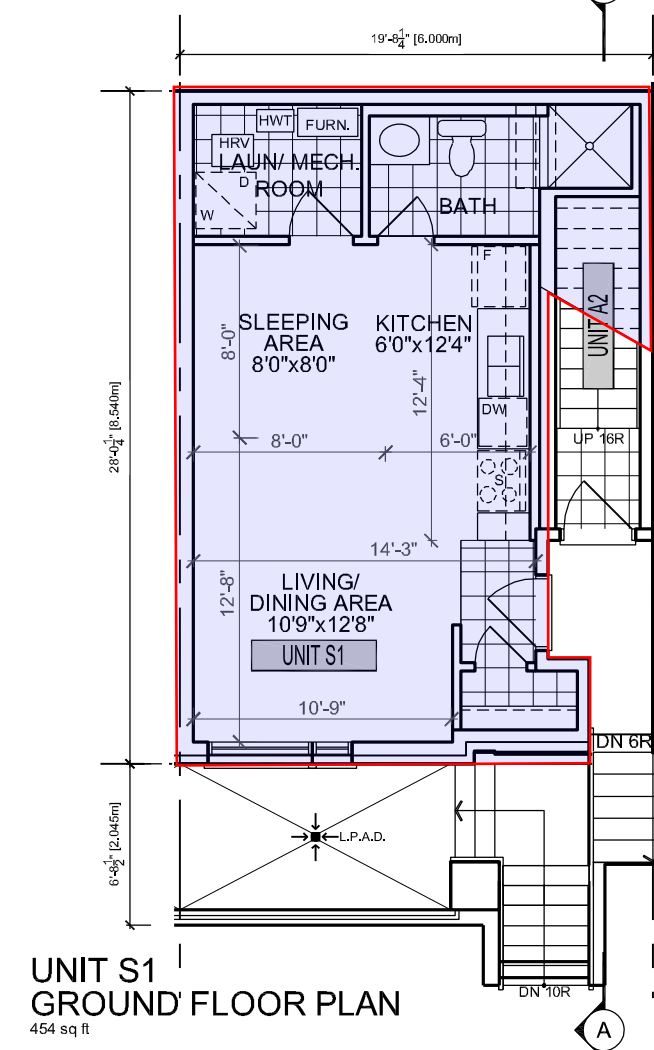 19'-8 1/4" [6.000m]
HWT
FURN.
HRV
LAUN/ MECH.
ROOM
D
W
BATH
F
SLEEPING
AREA
8'0"x8'0"
KITCHEN
6'0"x12'4"
UNIT A2
8'-0"
12'-4"
28'-0 1/4" [8.540m]
DW
UP 16R
8'-0"
6'-0"
S
14'-3"
12'-8"
LIVING/
DINING AREA
10'9"x12'8"
UNIT S1
10'-9"
DN 6R
L.P.A.D.
6'-8 1/2" [2.045m]
UNIT S1
GROUND FLOOR PLAN
454 sq ft
DN 10R
A